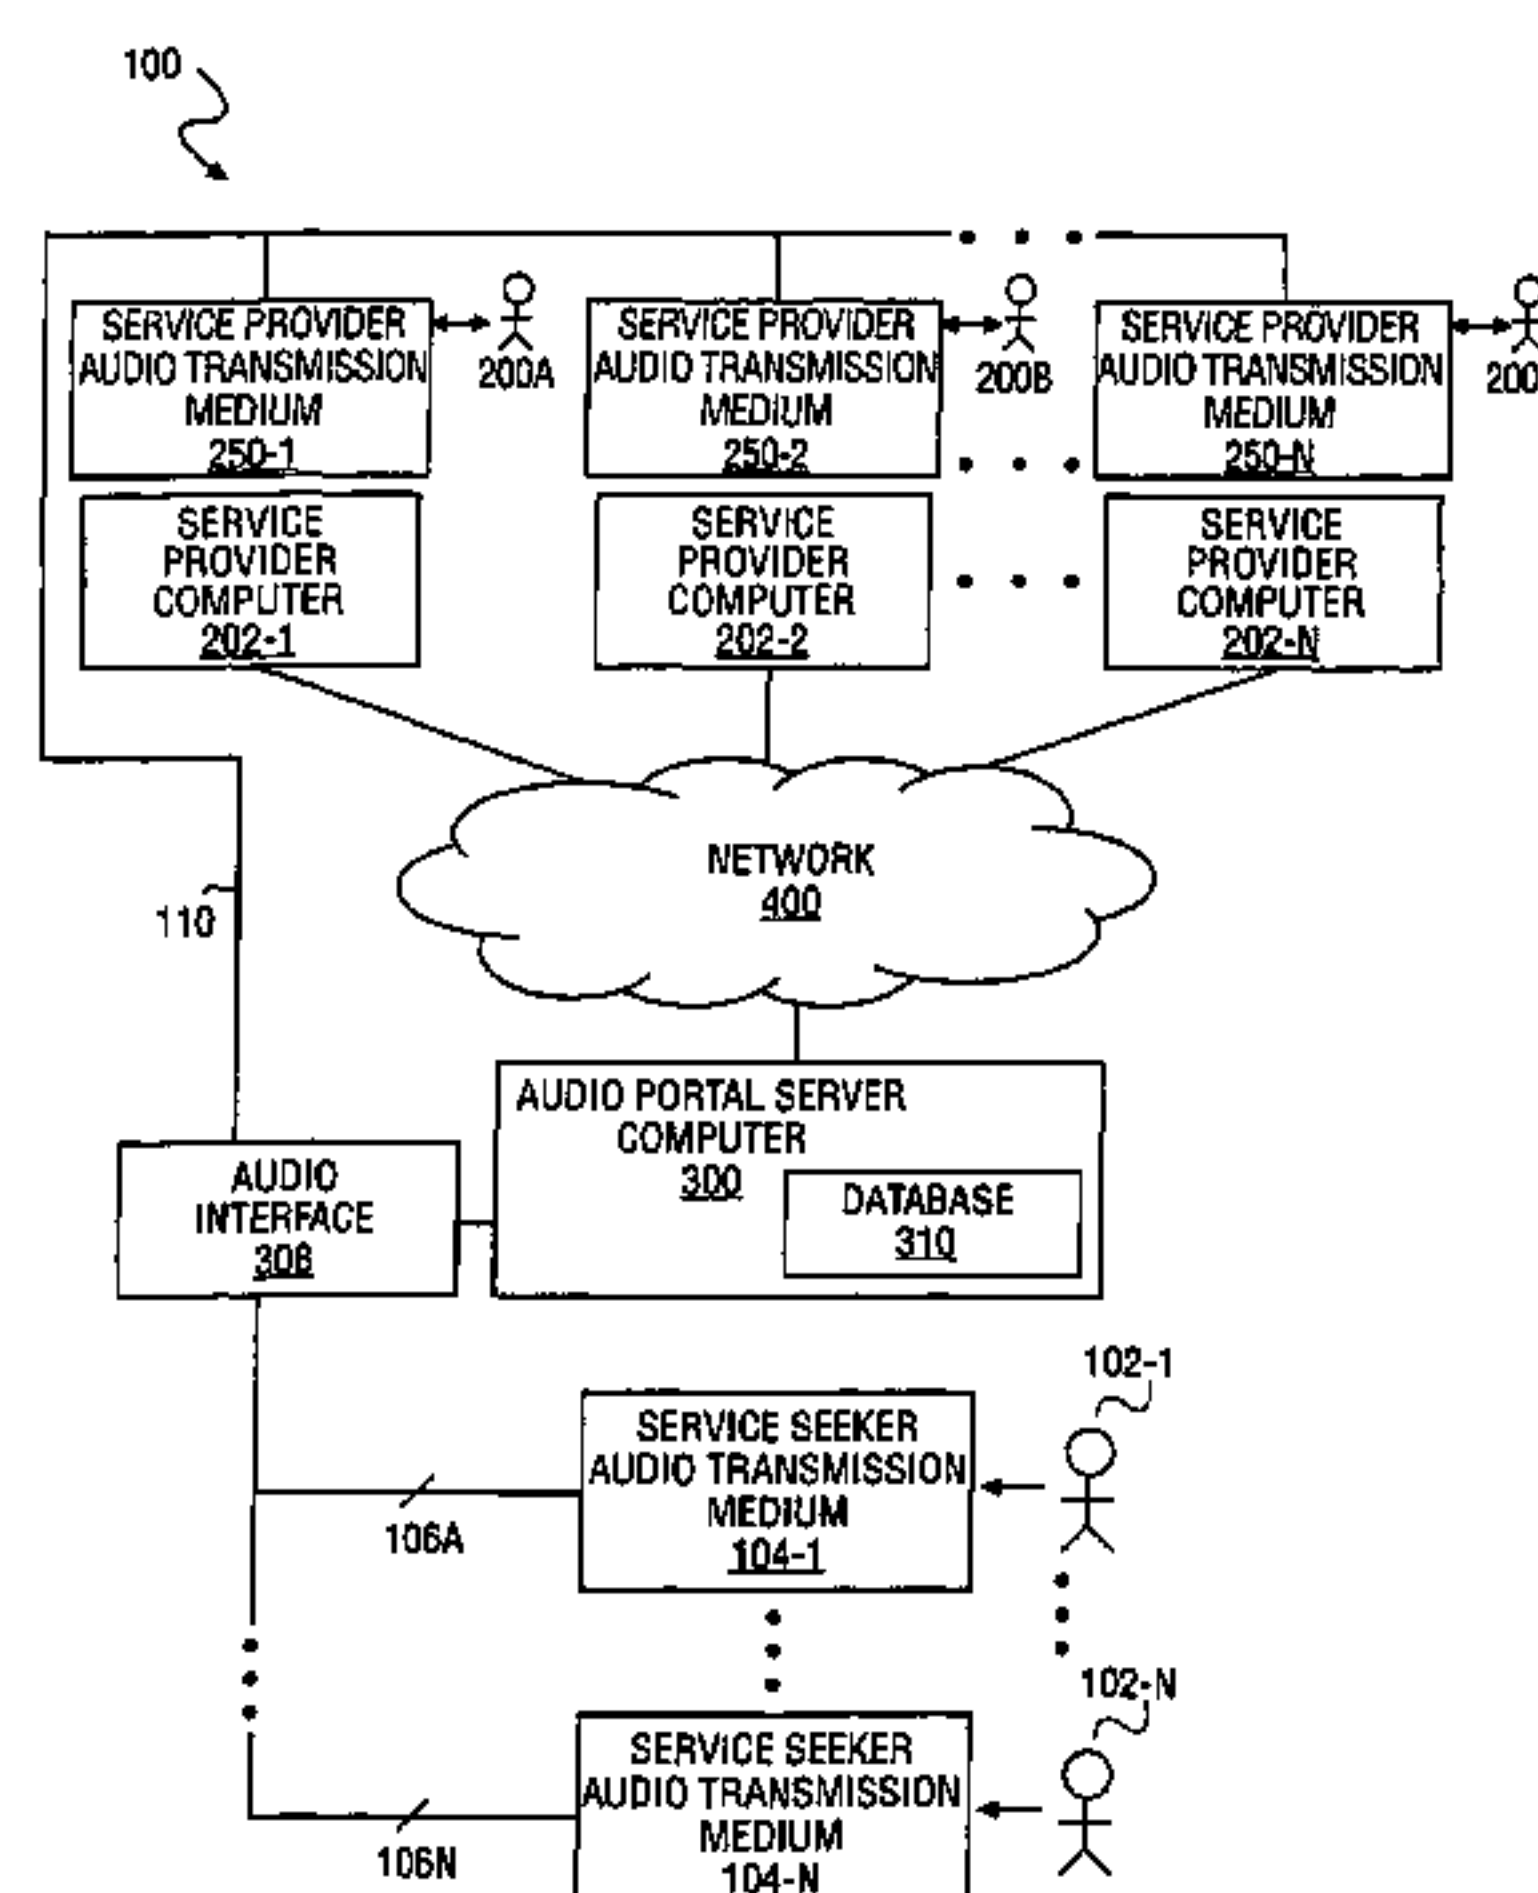 100
SERVICE PROVIDER
AUDIO TRANSMISSION
MEDIUM
250-1
200A
SERVICE PROVIDER
AUDIO TRANSMISSION
MEDIUM
250-2
200B
SERVICE PROVIDER
AUDIO TRANSMISSION
MEDIUM
250-N
200
SERVICE
PROVIDER
COMPUTER
202-1
SERVICE
PROVIDER
COMPUTER
202-2
SERVICE
PROVIDER
COMPUTER
202-N
NETWORK
400
110
AUDIO PORTAL SERVER
COMPUTER
300
DATABASE
310
AUDIO
INTERFACE
308
102-1
SERVICE SEEKER
AUDIO TRANSMISSION
MEDIUM
104-1
106A
102-N
SERVICE SEEKER
AUDIO TRANSMISSION
MEDIUM
104-N
106N